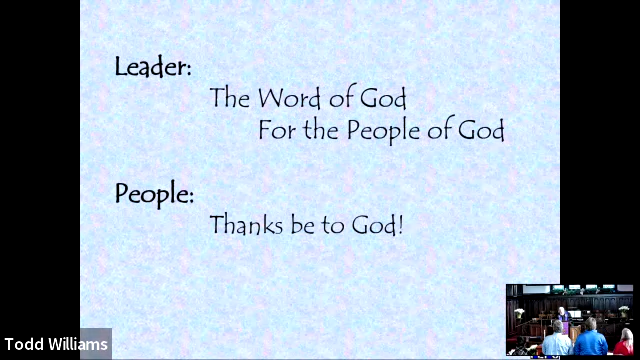 Leader:
The Word of God
For the People of God
People:
Thanks be to God!
Todd Williams